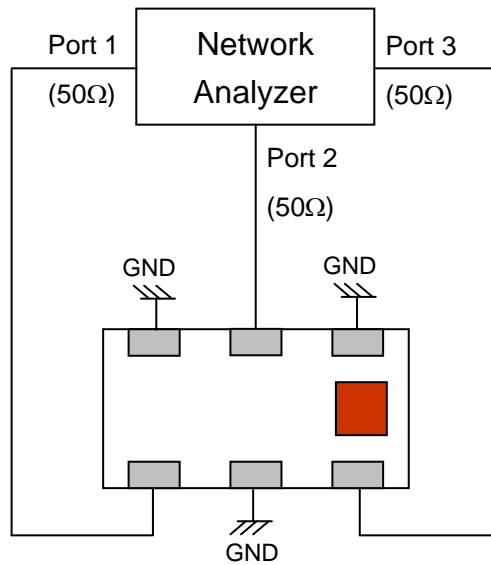 Port 1
(50Ω)
Network
Analyzer
Port 3
(50Ω)
Port 2
(50Ω)
GND
GND
GND